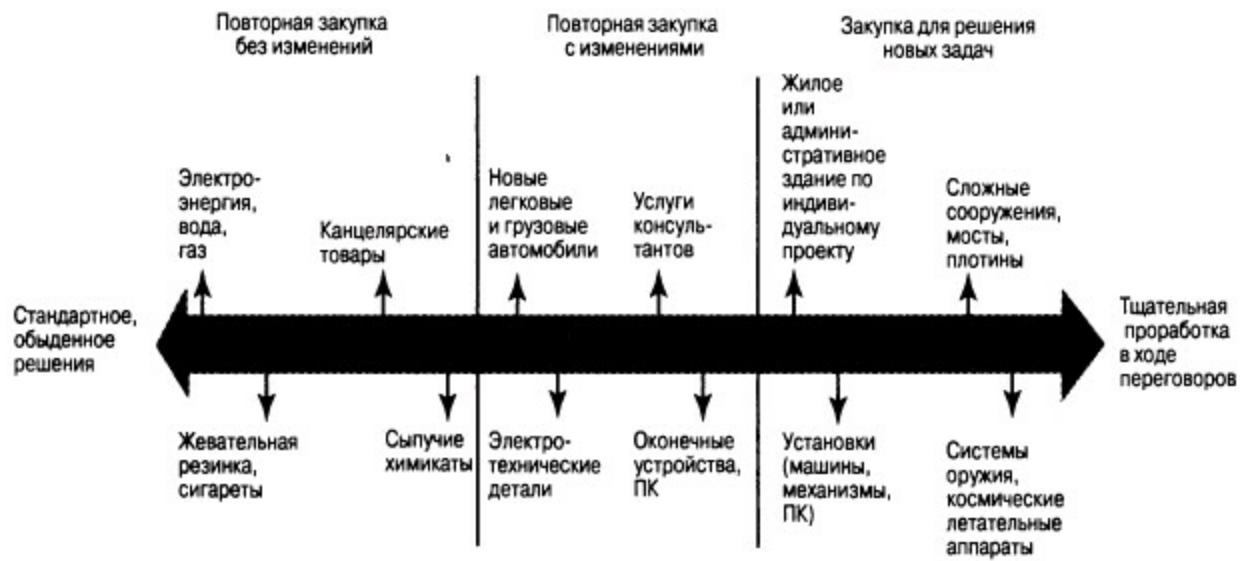 Повторная закупка
без изменений
Повторная закупка
с изменениями
Закупка для решения
новых задач
Электро-
энергия,
вода,
газ
Канцелярские
товары
Новые
легковые
и грузовые
автомобили
Услуги
консуль-
тантов
Жилое
или
админи-
стративное
здание по
индиви-
дуальному
проекту
Сложные
сооружения,
мосты,
плотины
Стандартное,
обыденное
решения
Тщательная
проработка
в ходе
переговоров
Жевательная
резинка,
сигареты
Сыпучие
химикаты
Электро-
технические
детали
Оконечные
устройства,
ПК
Установки
(машины,
механизмы,
ПК)
Системы
оружия,
космические
летательные
аппараты